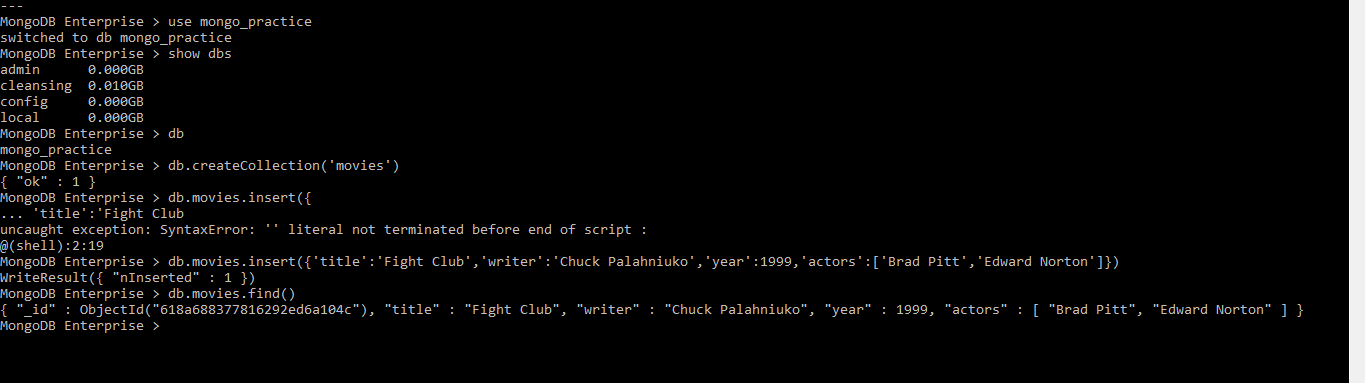 ---
MongoDB Enterprise > use mongo_practice
switched to db mongo_practice
MongoDB Enterprise > show dbs
admin      0.000GB
cleansing  0.010GB
config     0.000GB
local      0.000GB
MongoDB Enterprise > db
mongo_practice
MongoDB Enterprise > db.createCollection('movies')
{ "ok" : 1 }
MongoDB Enterprise > db.movies.insert({
... 'title':'Fight Club
uncaught exception: SyntaxError: '' literal not terminated before end of script :
@(shell):2:19
MongoDB Enterprise > db.movies.insert({'title':'Fight Club','writer':'Chuck Palahniuko','year':1999,'actors':['Brad Pitt','Edward Norton']})
WriteResult({ "nInserted" : 1 })
MongoDB Enterprise > db.movies.find()
{ "_id" : ObjectId("618a688377816292ed6a104c"), "title" : "Fight Club", "writer" : "Chuck Palahniuko", "year" : 1999, "actors" : [ "Brad Pitt", "Edward Norton" ] }
MongoDB Enterprise >